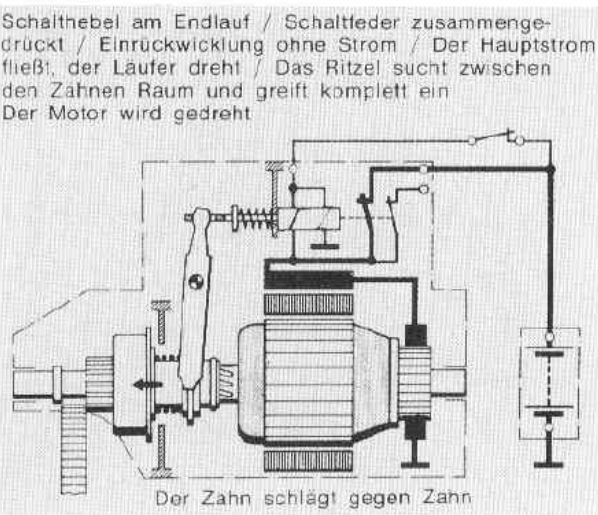 Schalthebel am Endlauf / Schaltfeder zusammenge-
drückt / Einrückwicklung ohne Strom / Der Hauptstrom
fließt, der Läufer dreht / Das Ritzel sucht zwischen
den Zähnen Raum und greift komplett ein
Der Motor wird gedreht
Der Zahn schlägt gegen Zahn